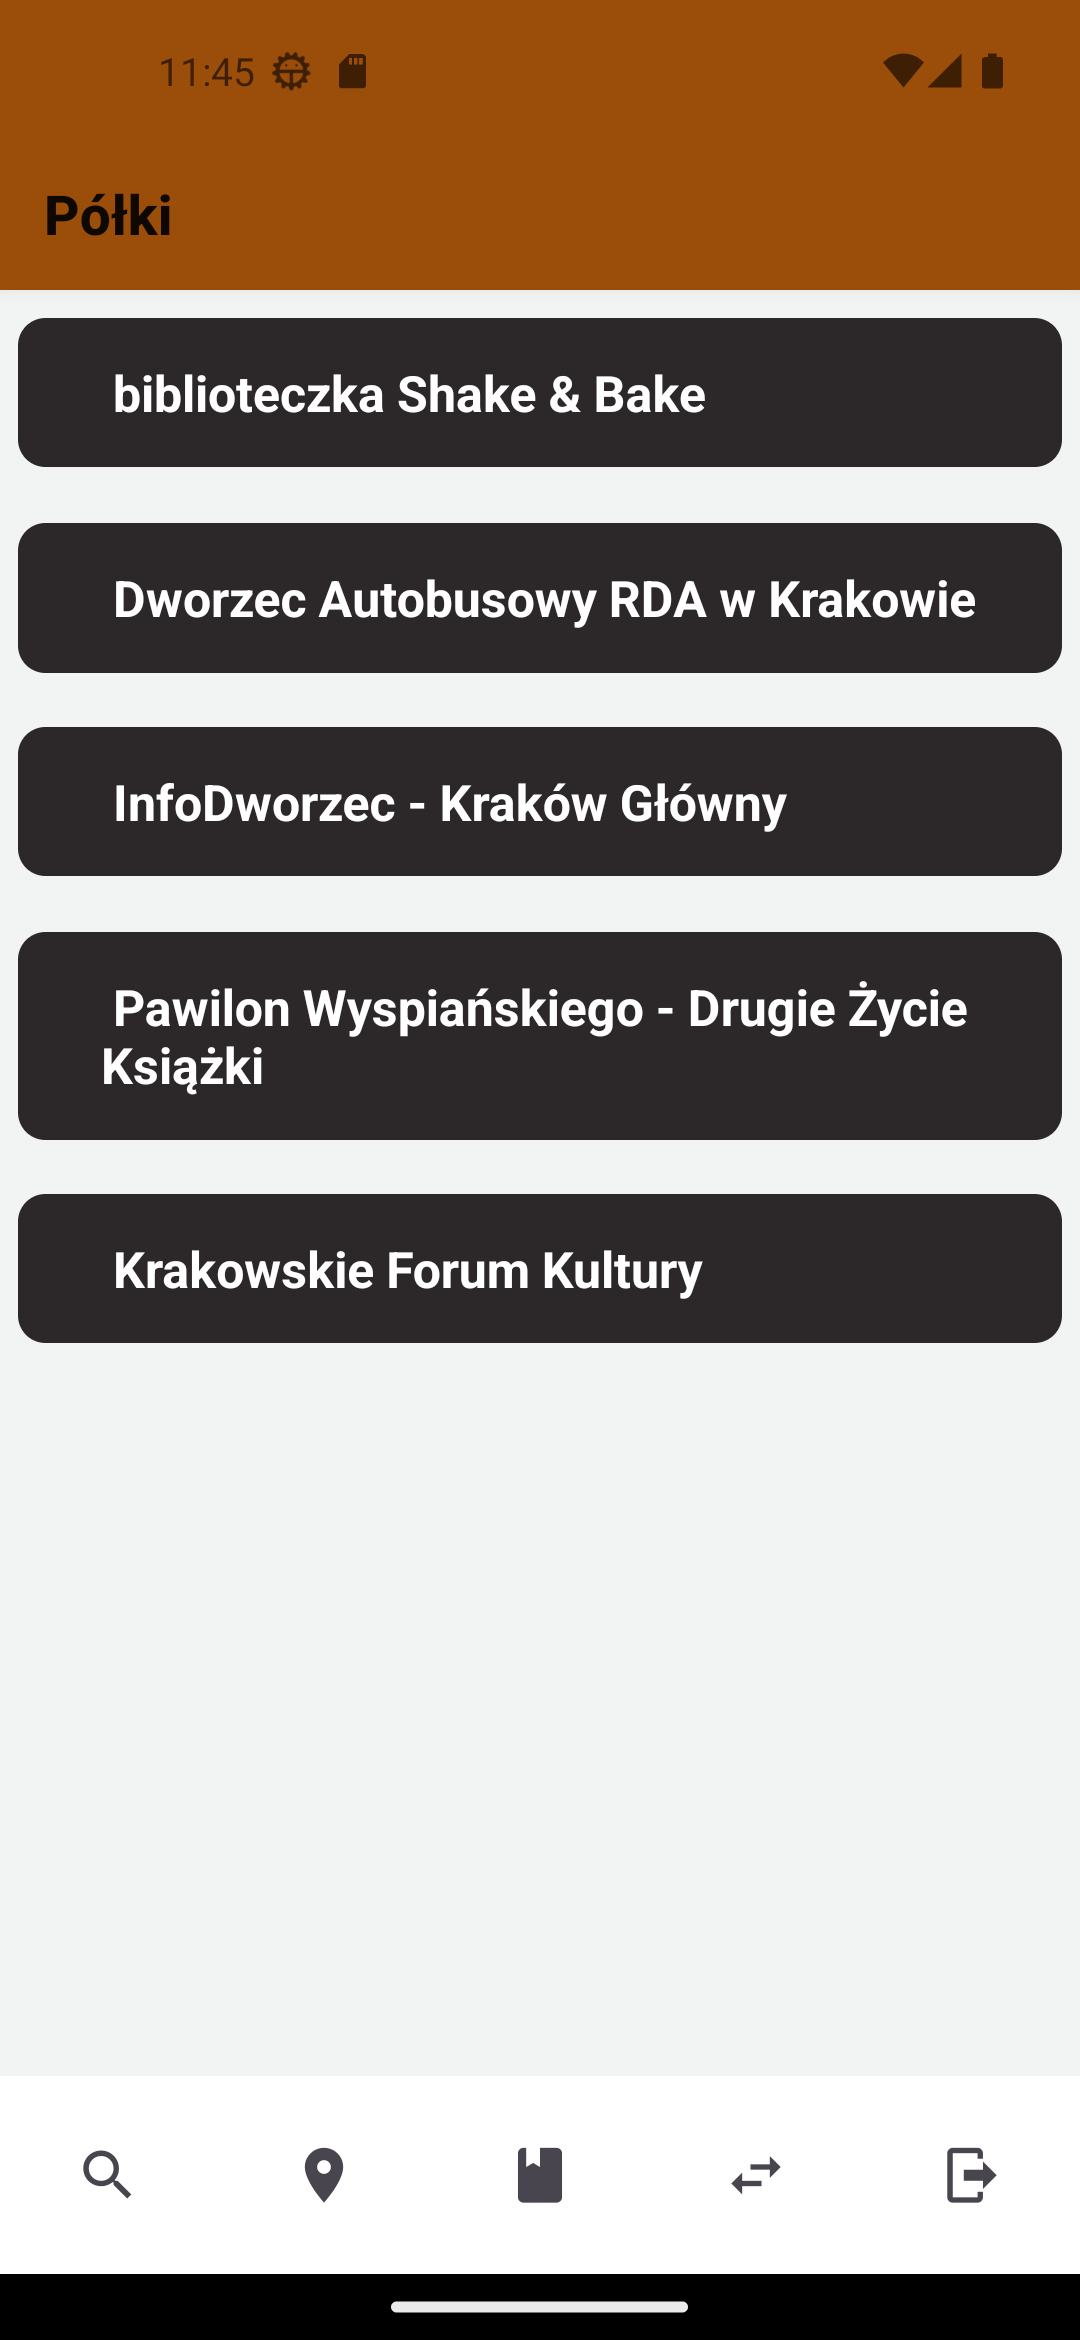 11:45
Półki
biblioteczka Shake & Bake
Dworzec Autobusowy RDA w Krakowie
InfoDworzec - Kraków Główny
Pawilon Wyspiańskiego - Drugie Życie
Książki
Krakowskie Forum Kultury